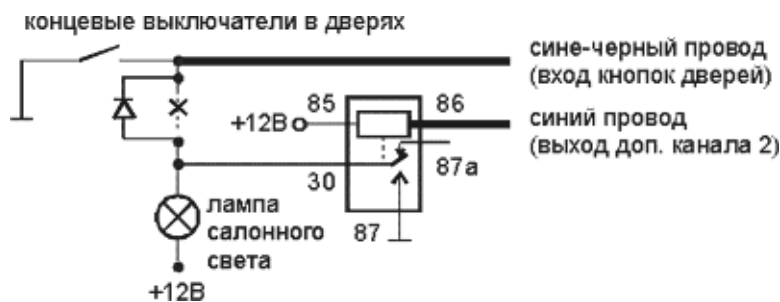 концевые выключатели в дверях
сине-черный провод
(вход кнопок дверей)
85
86
+12В
синий провод
(выход доп. канала 2)
30
87а
лампа
салонного
света
87
+12В